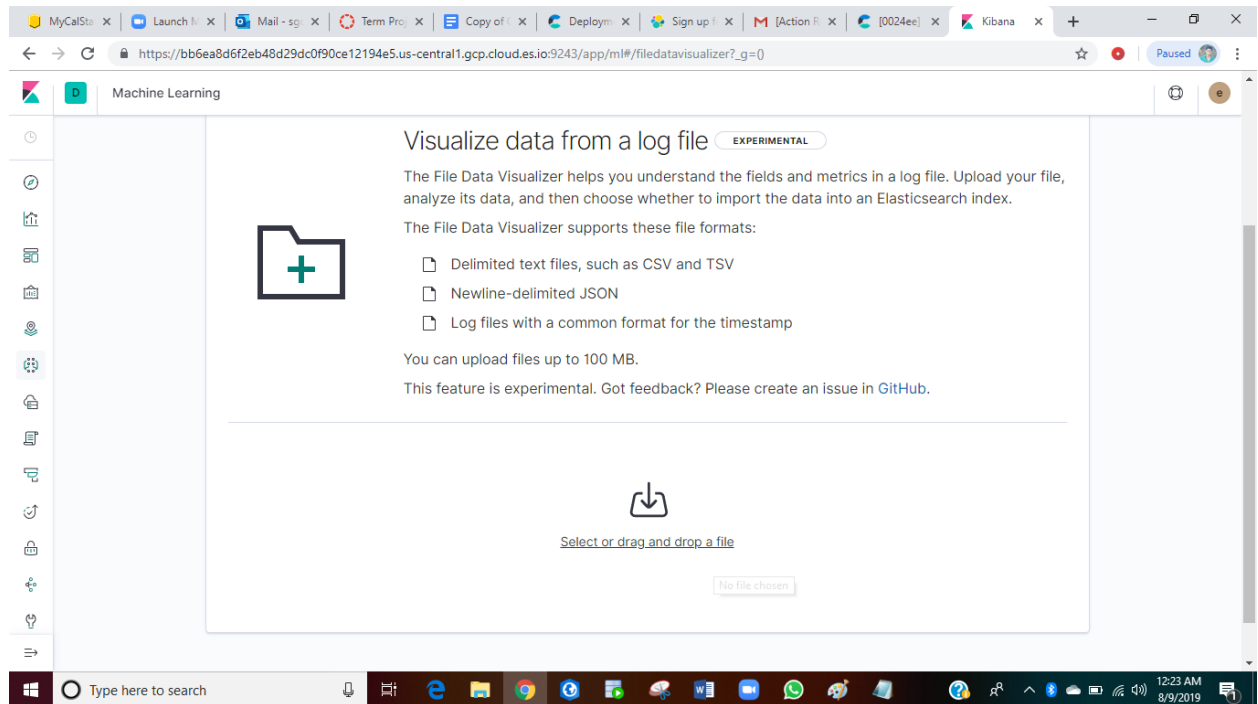 MyCalSta
Launch M
Mail - sg
Term Proj
Copy of
Deploym
Sign up f
[Action R
[0024ee]
Kibana
https://bb6ea8d6f2eb48d29dc0f90ce12194e5.us-central1.gcp.cloud.es.io:9243/app/ml#/filedatavisualizer?_g=()
Paused
D
Machine Learning
e
Visualize data from a log file EXPERIMENTAL
The File Data Visualizer helps you understand the fields and metrics in a log file. Upload your file,
analyze its data, and then choose whether to import the data into an Elasticsearch index.
The File Data Visualizer supports these file formats:
Delimited text files, such as CSV and TSV
Newline-delimited JSON
Log files with a common format for the timestamp
You can upload files up to 100 MB.
This feature is experimental. Got feedback? Please create an issue in GitHub.
Select or drag and drop a file
No file chosen
Type here to search
12:23 AM
8/9/2019